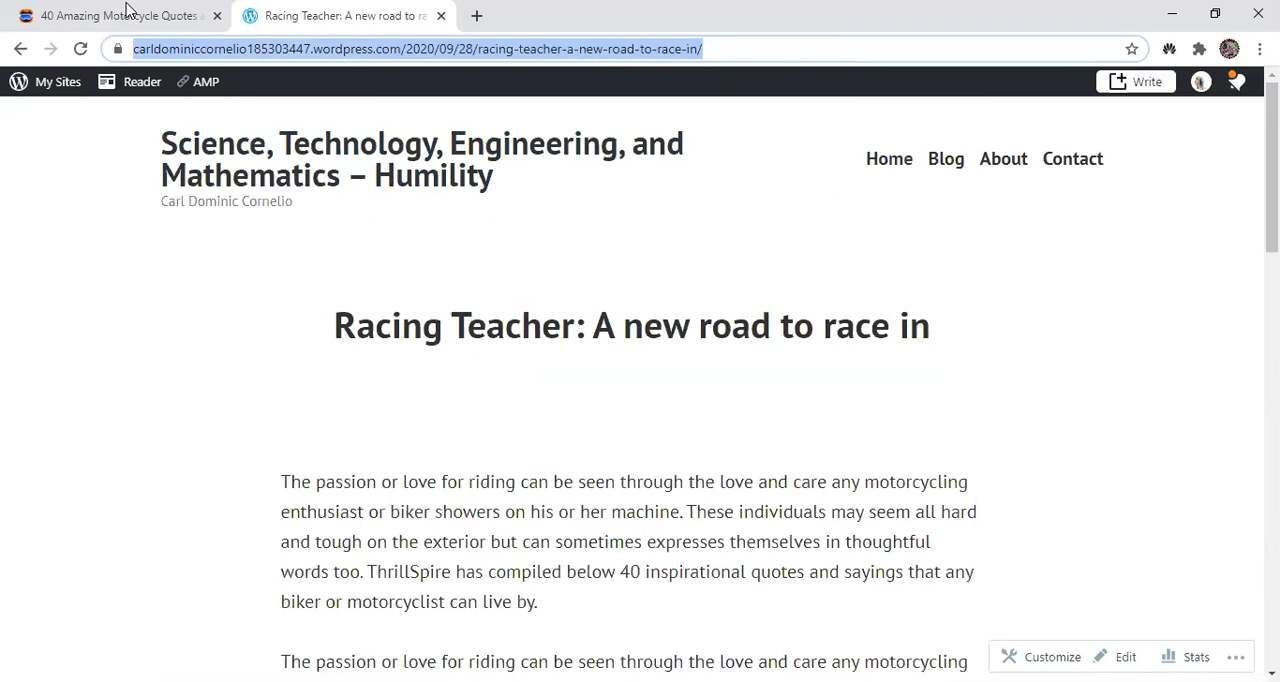 40 Amazing Motorcycle Quotes a
Racing Teacher: A new road to ra
carldominiccornelio185303447.wordpress.com/2020/09/28/racing-teacher-a-new-road-to-race-in/
My Sites Reader AMP Write
Science, Technology, Engineering, and
Mathematics – Humility
Carl Dominic Cornelio
Home Blog About Contact
Racing Teacher: A new road to race in
The passion or love for riding can be seen through the love and care any motorcycling
enthusiast or biker showers on his or her machine. These individuals may seem all hard
and tough on the exterior but can sometimes expresses themselves in thoughtful
words too. ThrillSpire has compiled below 40 inspirational quotes and sayings that any
biker or motorcyclist can live by.
The passion or love for riding can be seen through the love and care any motorcycling
Customize Edit Stats